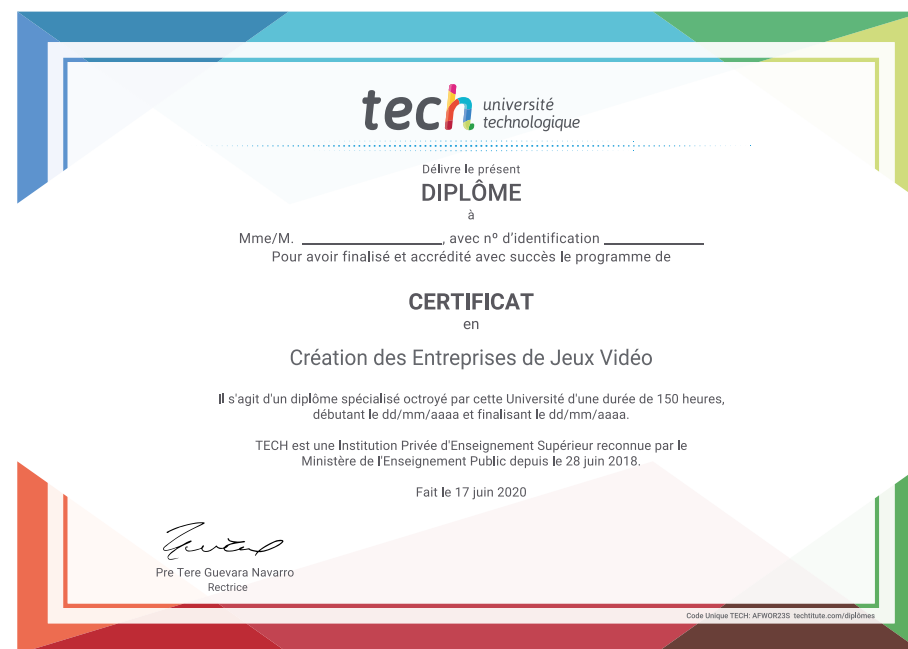 tech université
technologique
Délivre le présent
DIPLÔME
à
Mme/M. ____________________, avec nº d'identification ______________
Pour avoir finalisé et accrédité avec succès le programme de
CERTIFICAT
en
Création des Entreprises de Jeux Vidéo
Il s'agit d'un diplôme spécialisé octroyé par cette Université d'une durée de 150 heures,
débutant le dd/mm/aaaa et finalisant le dd/mm/aaaa.
TECH est une Institution Privée d'Enseignement Supérieur reconnue par le
Ministère de l'Enseignement Public depuis le 28 juin 2018.
Fait le 17 juin 2020
Pre Tere Guevara Navarro
Rectrice
Code Unique TECH: AFWOR23S techtitute.com/diplômes